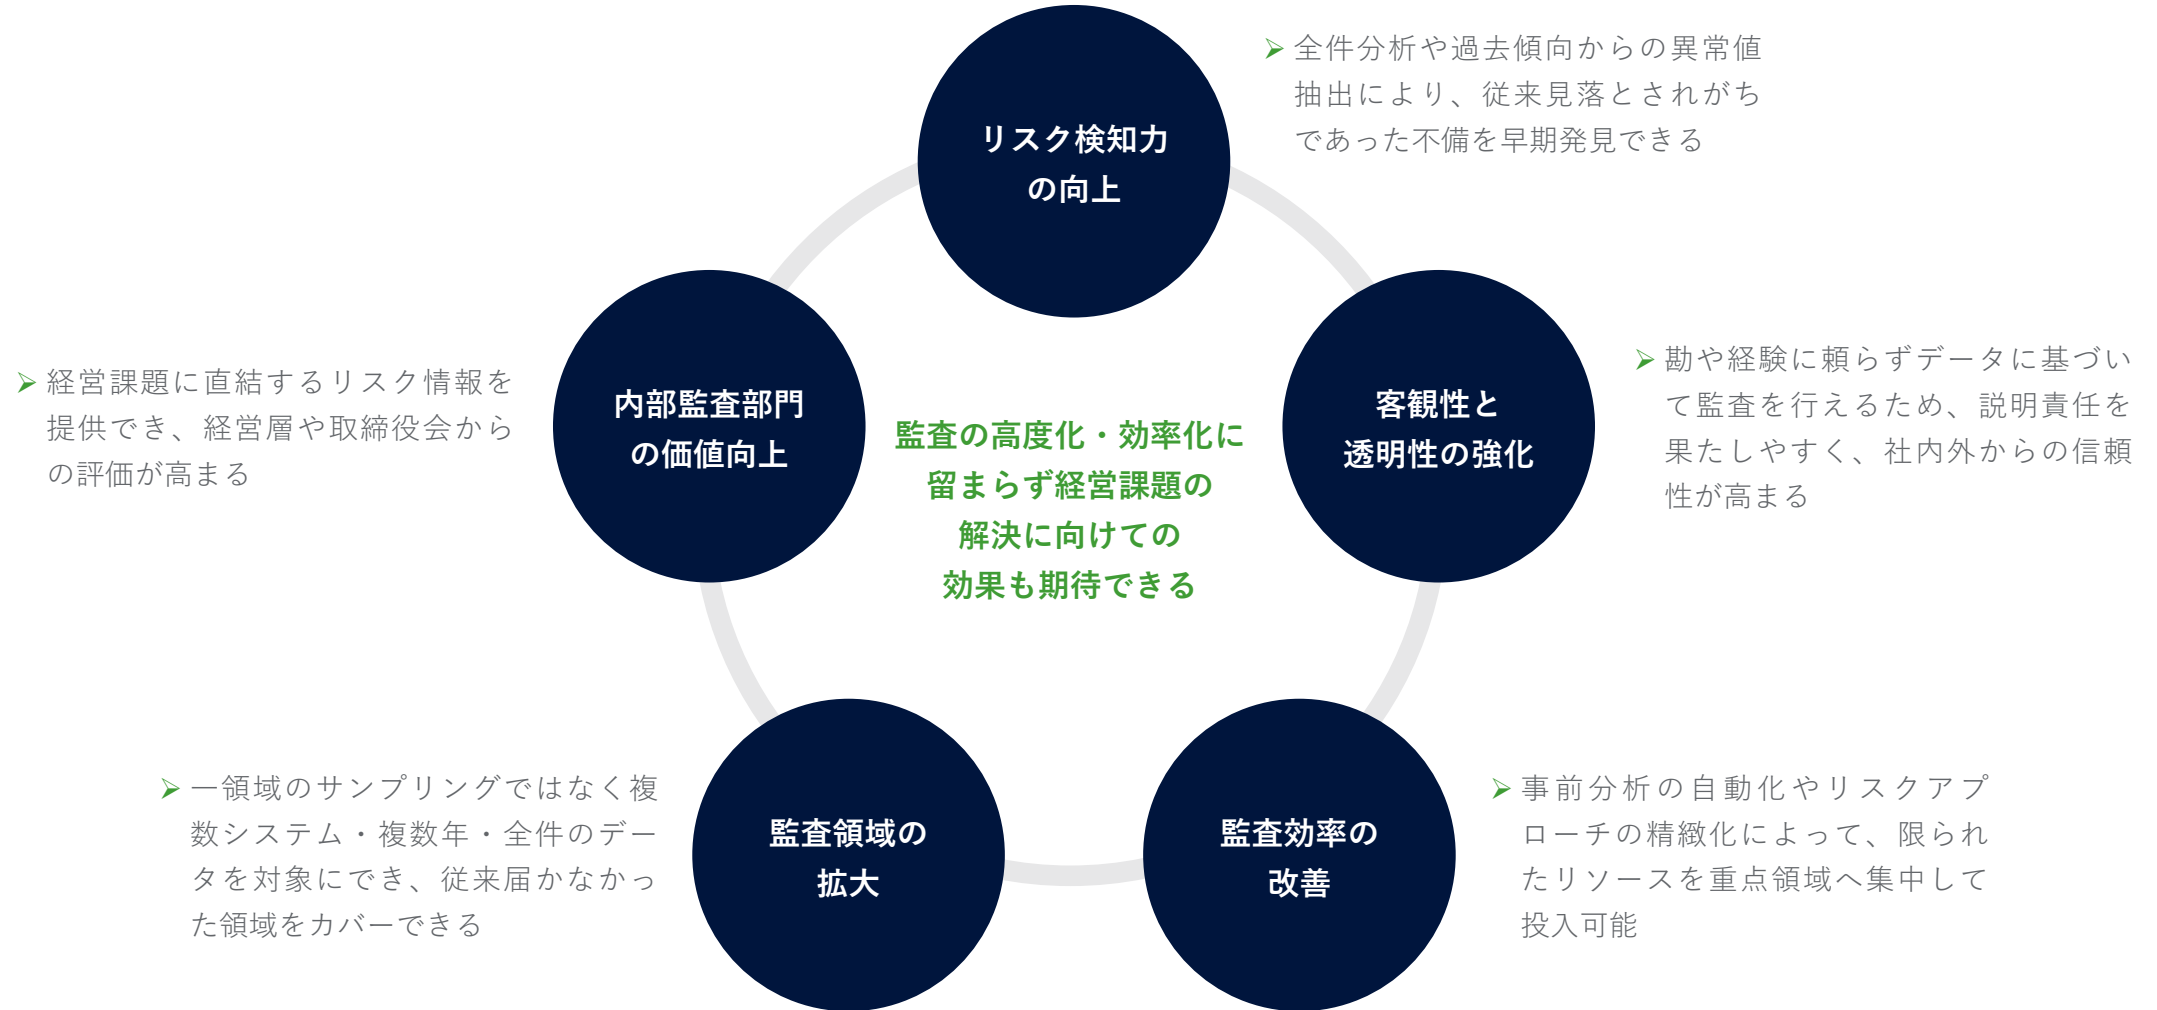 リスク検知力
の向上
全件分析や過去傾向からの異常値
抽出により、従来見落とされがち
であった不備を早期発見できる
客観性と
透明性の強化
勘や経験に頼らずデータに基づい
て監査を行えるため、説明責任を
果たしやすく、社内外からの信頼
性が高まる
監査効率の
改善
事前分析の自動化やリスクアプ
ローチの精緻化によって、限られ
たリソースを重点領域へ集中して
投入可能
監査領域の
拡大
一領域のサンプリングではなく複
数システム・複数年・全件のデー
タを対象にでき、従来届かなかっ
た領域をカバーできる
内部監査部門
の価値向上
経営課題に直結するリスク情報を
提供でき、経営層や取締役会から
の評価が高まる
監査の高度化・効率化に
留まらず経営課題の
解決に向けての
効果も期待できる